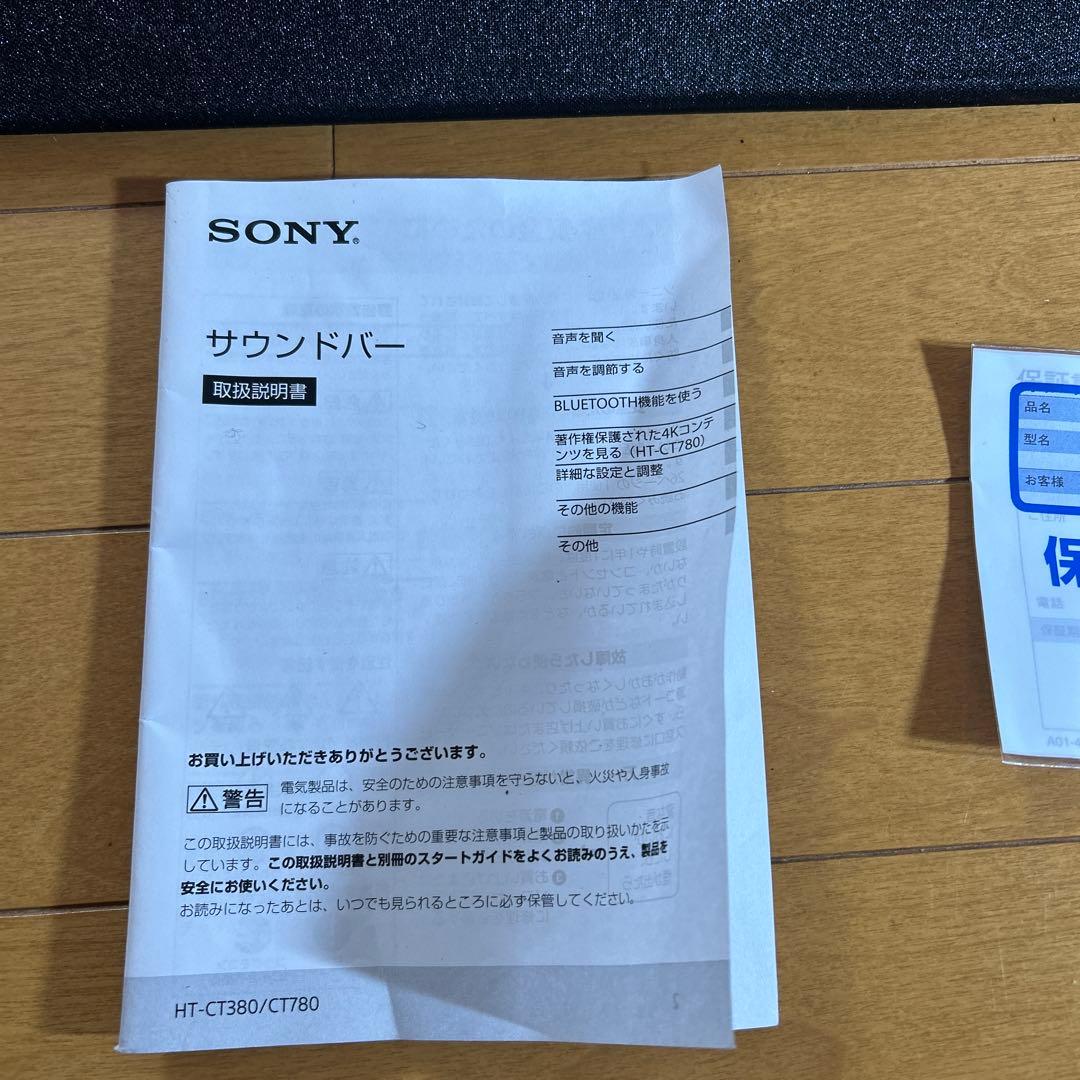 SONY®
サウンドバー
取扱説明書
音声を聞く
音声を調節する
BLUETOOTH機能を使う
著作権保護された4Kコンテ
ンツを見る（HT-CT780）
詳細な設定と調整
その他の機能
その他
お買い上げいただきありがとうございます。
警告
電気製品は、安全のための注意事項を守らないと、火災や人身事故
になることがあります。
この取扱説明書には、事故を防ぐための重要な注意事項と製品の取り扱いかたを示
しています。この取扱説明書と別冊のスタートガイドをよくお読みのうえ、製品を
安全にお使いください。
お読みになったあとは、いつでも見られるところに必ず保管してください。
HT-CT380/CT780
保証
品名
型名
お客様
ご住所
保
電話
保証期
A01-4